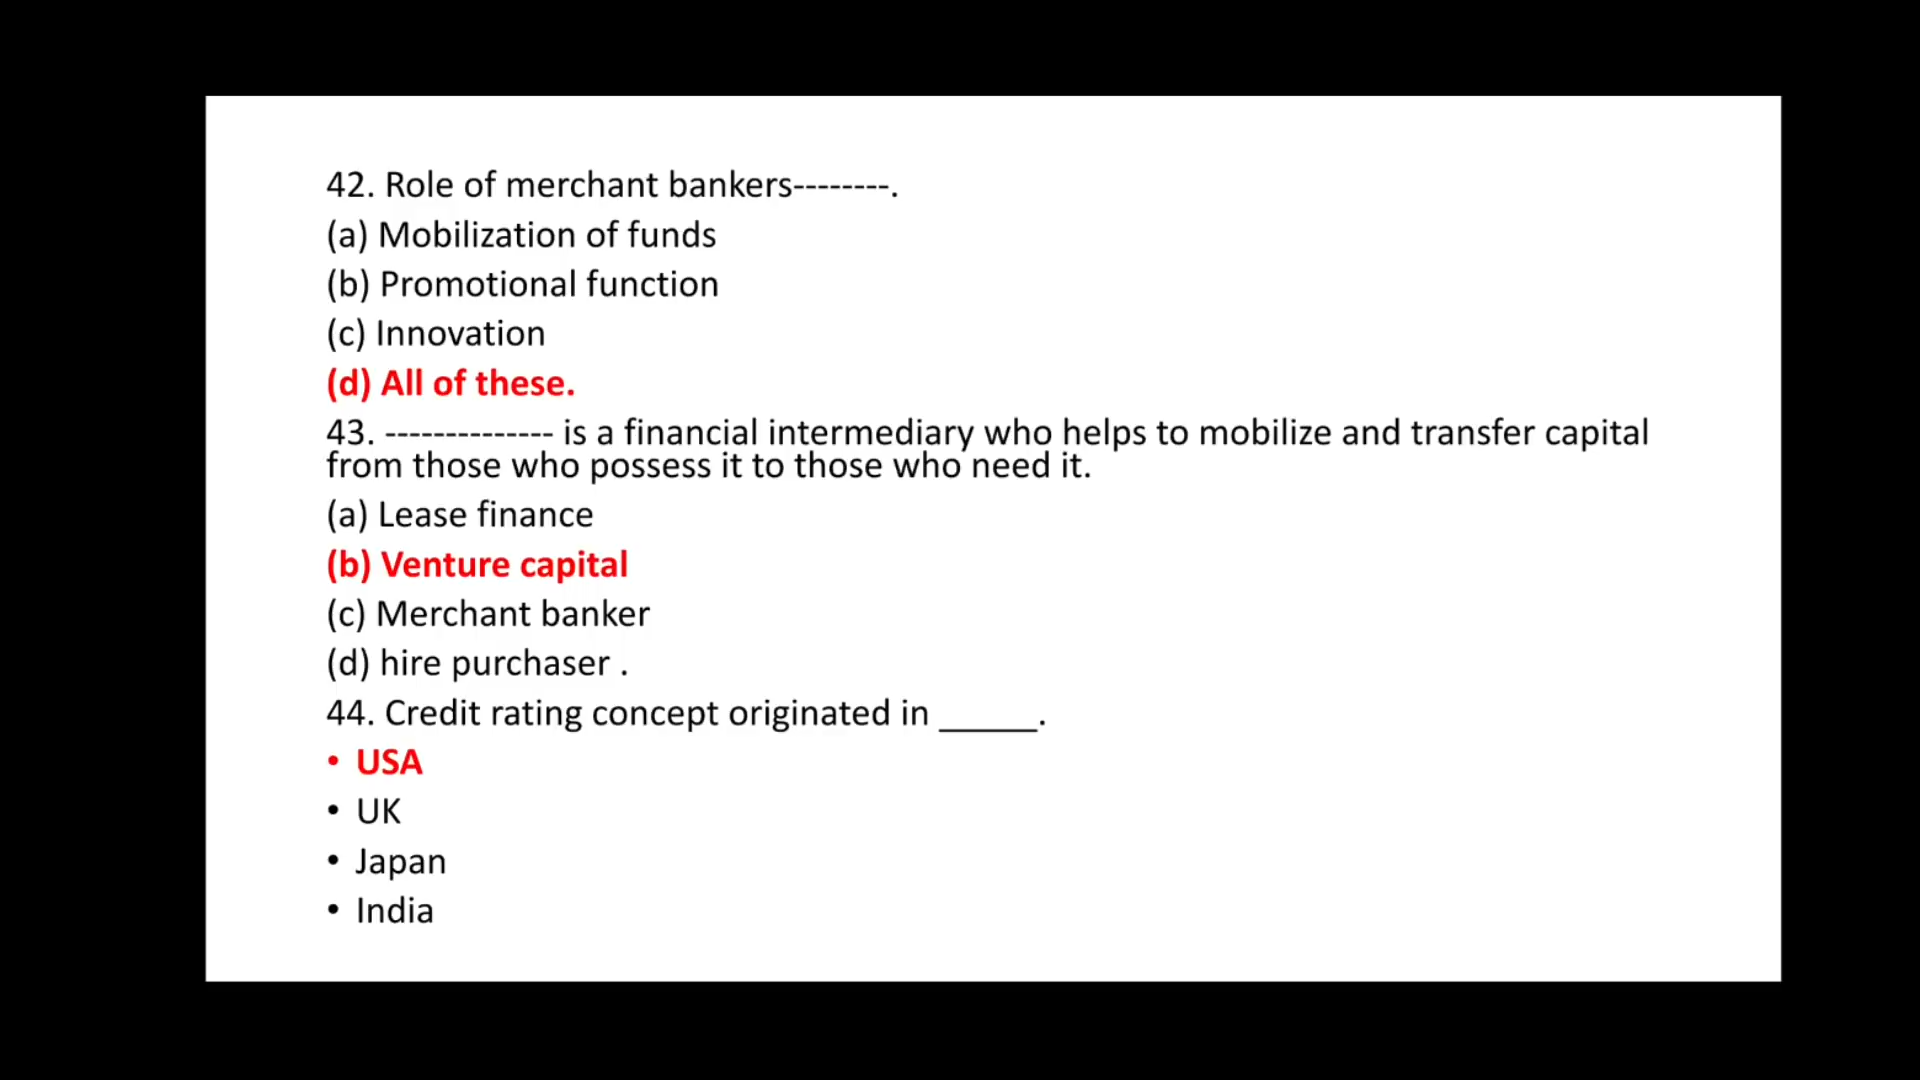 42. Role of merchant bankers--------.
(a) Mobilization of funds
(b) Promotional function
(c) Innovation
(d) All of these.
43. -------------- is a financial intermediary who helps to mobilize and transfer capital
from those who possess it to those who need it.
(a) Lease finance
(b) Venture capital
(c) Merchant banker
(d) hire purchaser .
44. Credit rating concept originated in _____.
• USA
• UK
• Japan
• India